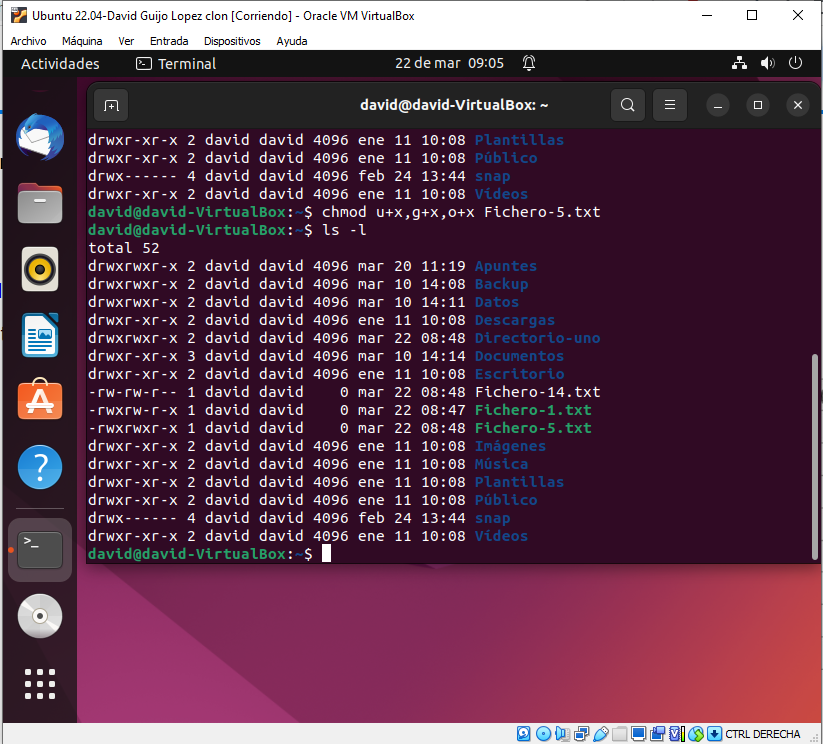 Ubuntu 22.04-David Guijo Lopez clon [Corriendo] - Oracle VM VirtualBox
Archivo Máquina Ver Entrada Dispositivos Ayuda
Actividades Terminal 22 de mar 09:05
david@david-VirtualBox: ~
drwxr-xr-x 2 david david 4096 ene 11 10:08 Plantillas
drwxr-xr-x 2 david david 4096 ene 11 10:08 Público
drwx------ 4 david david 4096 feb 24 13:44 snap
drwxr-xr-x 2 david david 4096 ene 11 10:08 Vídeos
david@david-VirtualBox:~$ chmod u+x,g+x,o+x Fichero-5.txt
david@david-VirtualBox:~$ ls -l
total 52
drwxrwxr-x 2 david david 4096 mar 20 11:19 Apuntes
drwxrwxr-x 2 david david 4096 mar 10 14:08 Backup
drwxrwxr-x 2 david david 4096 mar 10 14:11 Datos
drwxr-xr-x 2 david david 4096 ene 11 10:08 Descargas
drwxrwxr-x 2 david david 4096 mar 22 08:48 Directorio-uno
drwxr-xr-x 3 david david 4096 mar 10 14:14 Documentos
drwxr-xr-x 2 david david 4096 ene 11 10:08 Escritorio
-rw-rw-r-- 1 david david 0 mar 22 08:48 Fichero-14.txt
-rwxrw-r-x 1 david david 0 mar 22 08:47 Fichero-1.txt
-rwxrwxr-x 1 david david 0 mar 22 08:48 Fichero-5.txt
drwxr-xr-x 2 david david 4096 ene 11 10:08 Imágenes
drwxr-xr-x 2 david david 4096 ene 11 10:08 Música
drwxr-xr-x 2 david david 4096 ene 11 10:08 Plantillas
drwxr-xr-x 2 david david 4096 ene 11 10:08 Público
drwx------ 4 david david 4096 feb 24 13:44 snap
drwxr-xr-x 2 david david 4096 ene 11 10:08 Vídeos
david@david-VirtualBox:~$
CTRL DERECHA